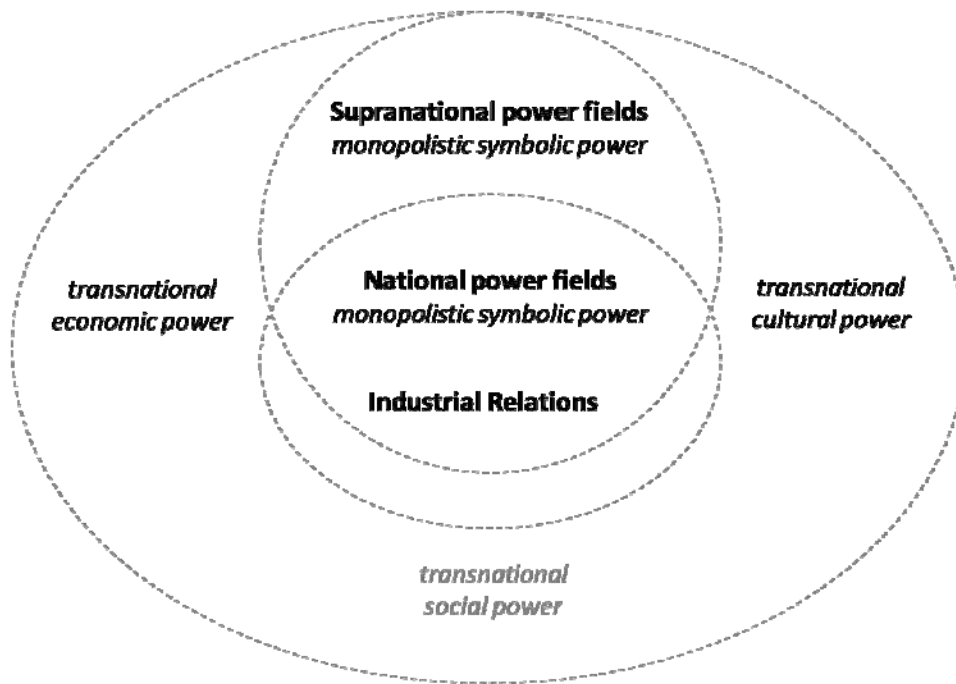 Supranational power fields
monopolistic symbolic power
National power fields
monopolistic symbolic power
transnational
economic power
transnational
cultural power
Industrial Relations
transnational
social power